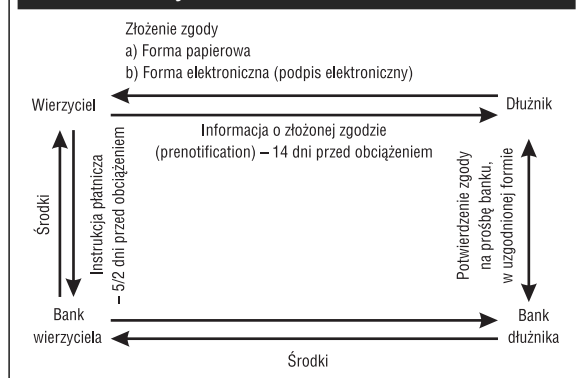 Złożenie zgody
a) Forma papierowa
b) Forma elektroniczna (podpis elektroniczny)
Wierzyciel
Dłużnik
Informacja o złożonej zgodzie
(prenotification) – 14 dni przed obciążeniem
Środki
Instrukcja płatnicza
– 5/2 dni przed obciążeniem
Potwierdzenie zgody
na prośbę banku,
w uzgodnionej formie
Bank
wierzyciela
Bank
dłużnika
Środki